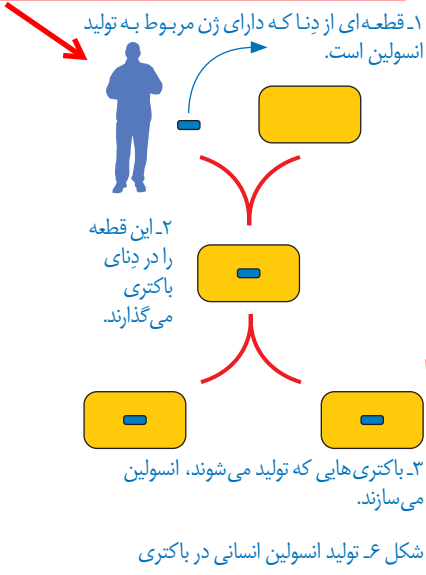 ۱ـ قطعه‌ای از دِنا که دارای ژن مربوط به تولید
انسولین است.
۲ـ این قطعه
را در دِنای
باکتری
می‌گذارند.
۳ـ باکتری‌هایی که تولید می‌شوند، انسولین
می‌سازند.
شکل ۶ـ تولید انسولین انسانی در باکتری